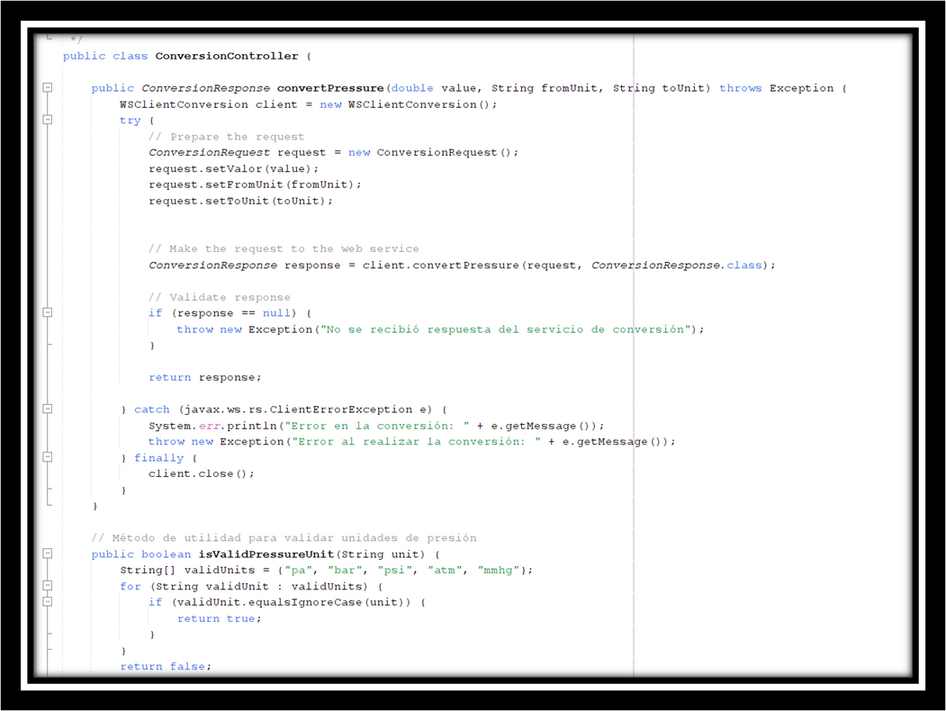 */
public class ConversionController {
public ConversionResponse convertPressure(double value, String fromUnit, String toUnit) throws Exception {
WSClientConversion client = new WSClientConversion();
try {
// Prepare the request
ConversionRequest request = new ConversionRequest();
request.setValor(value);
request.setFromUnit(fromUnit);
request.setToUnit(toUnit);
// Make the request to the web service
ConversionResponse response = client.convertPressure(request, ConversionResponse.class);
// Validate response
if (response == null) {
throw new Exception("No se recibió respuesta del servicio de conversión");
}
return response;
} catch (javax.ws.rs.ClientErrorException e) {
System.err.println("Error en la conversión: " + e.getMessage());
throw new Exception("Error al realizar la conversión: " + e.getMessage());
} finally {
client.close();
}
}
// Método de utilidad para validar unidades de presión
public boolean isValidPressureUnit(String unit) {
String[] validUnits = {"pa", "bar", "psi", "atm", "mmhg"};
for (String validUnit : validUnits) {
if (validUnit.equalsIgnoreCase(unit)) {
return true;
}
}
return false;